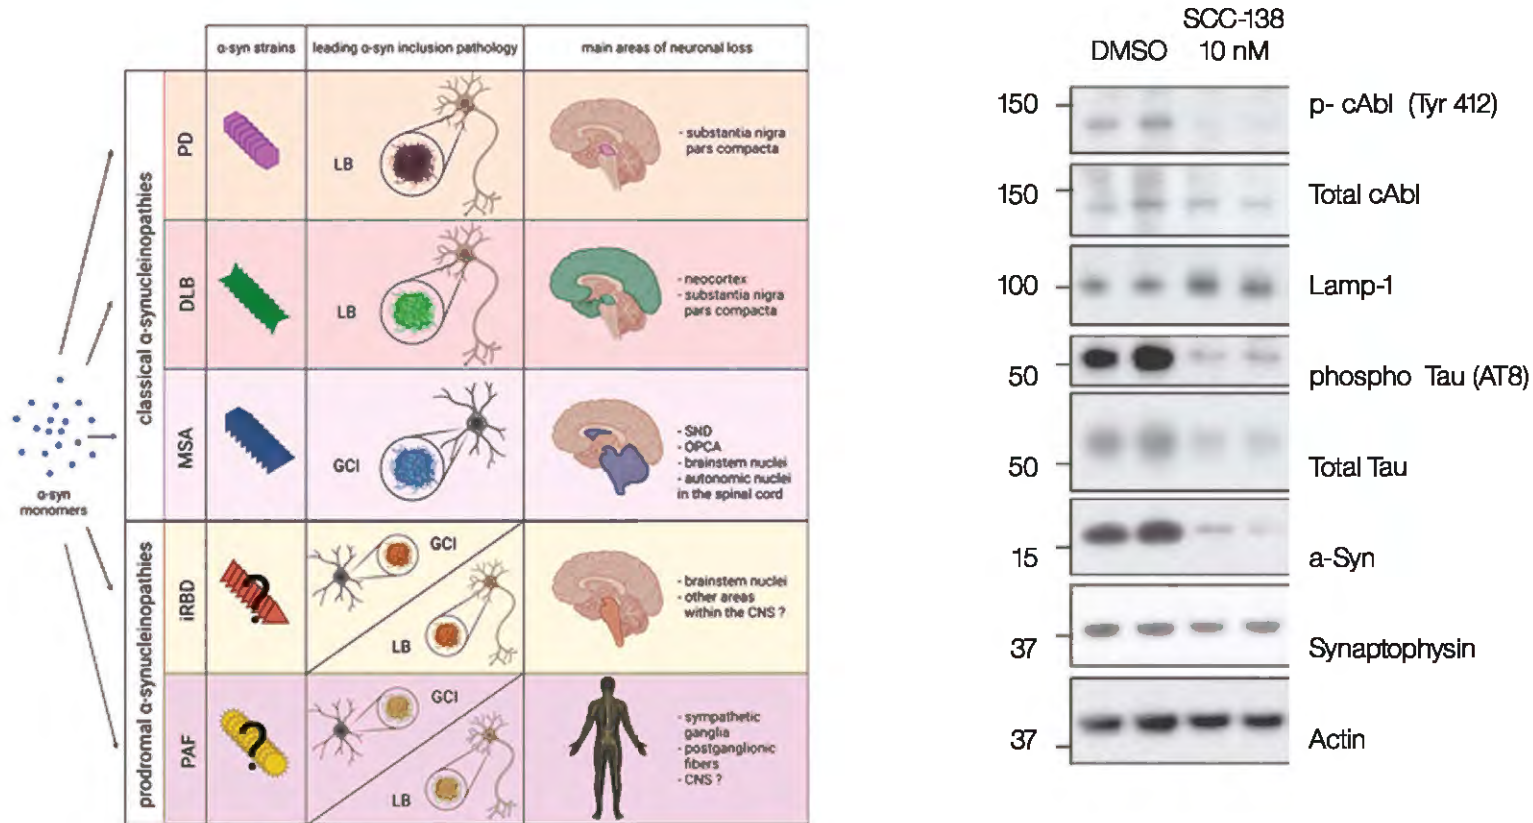 α-syn strains
leading α-syn inclusion pathology
main areas of neuronal loss
α-syn
monomers
classical α-synucleinopathies
PD
LB
- substantia nigra
pars compacta
DLB
LB
- neocortex
- substantia nigra
pars compacta
MSA
GCI
- SND
- OPCA
- brainstem nuclei
- autonomic nuclei
in the spinal cord
prodromal α-synucleinopathies
iRBD
?
GCI
LB
- brainstem nuclei
- other areas
within the CNS ?
PAF
?
GCI
LB
- sympathetic
ganglia
- postganglionic
fibers
- CNS ?
DMSO
SCC-138
10 nM
150
p- cAbl (Tyr 412)
150
Total cAbl
100
Lamp-1
50
phospho Tau (AT8)
50
Total Tau
15
a-Syn
37
Synaptophysin
37
Actin